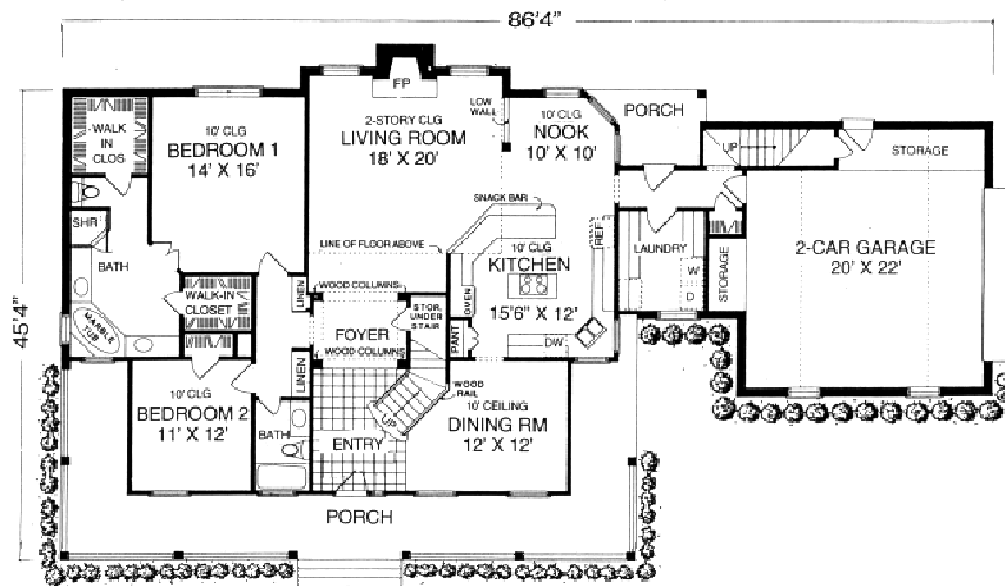 86'4"
45'4"
WALK
IN
CLOS
10' CLG
BEDROOM 1
14' X 16'
FP
2-STORY CLG
LIVING ROOM
18' X 20'
LOW
WALL
10' CLG
NOOK
10' X 10'
PORCH
UP
STORAGE
SHR
BATH
MARBLE
TUB
WALK-IN
CLOSET
LINEN
LINE OF FLOOR ABOVE
WOOD COLUMNS
FOYER
WOOD COLUMNS
STOR.
UNDER
STAIR
SNACK BAR
10' CLG
KITCHEN
15'6" X 12'
OVEN
PANT
DW
REF
LAUNDRY
W
D
STORAGE
2-CAR GARAGE
20' X 22'
10' CLG
BEDROOM 2
11' X 12'
LINEN
BATH
ENTRY
WOOD
RAIL
10' CEILING
DINING RM
12' X 12'
PORCH